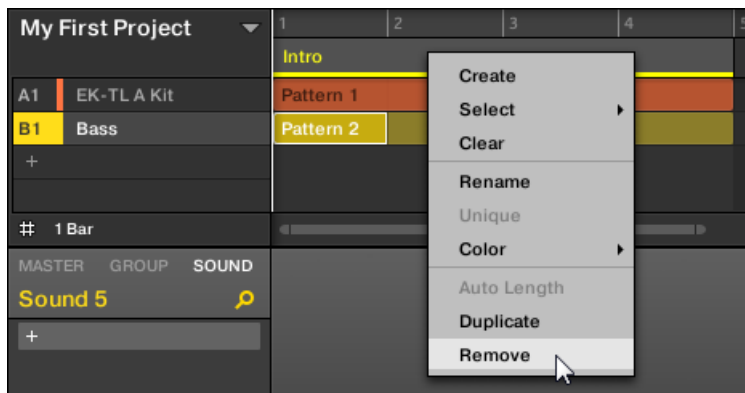 My First Project
1 2 3 4 5
Intro
A1 EK-TL A Kit Pattern 1
B1 Bass Pattern 2
+
# 1 Bar
MASTER GROUP SOUND
Sound 5
+
Create
Select
Clear
Rename
Unique
Color
Auto Length
Duplicate
Remove